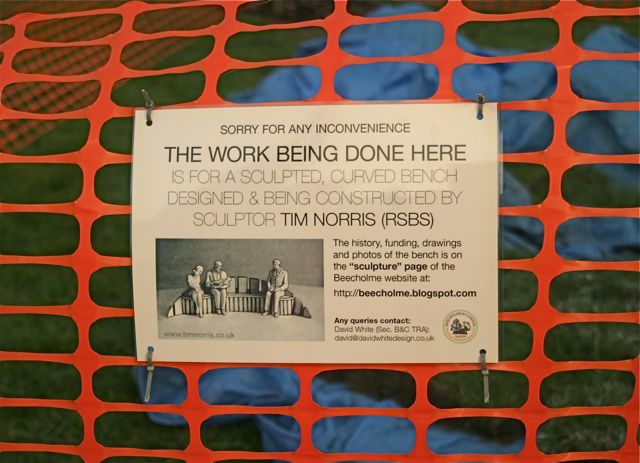 SORRY FOR ANY INCONVENIENCE
THE WORK BEING DONE HERE
IS FOR A SCULPTED, CURVED BENCH
DESIGNED & BEING CONSTRUCTED BY
SCULPTOR TIM NORRIS (RSBS)
The history, funding, drawings
and photos of the bench is on
the “sculpture” page of the
Beecholme website at:
http://beecholme.blogspot.com
Any queries contact:
David White (Sec. B&C TRA);
david@davidwhitedesign.co.uk
www.timnorris.co.uk